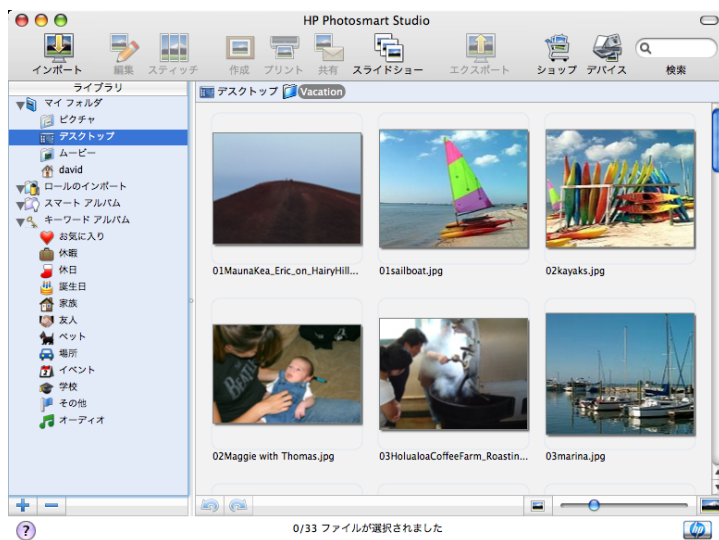 HP Photosmart Studio
インポート 編集 スティッチ 作成 プリント 共有 スライドショー エクスポート ショップ デバイス 検索
ライブラリ
マイ フォルダ
ピクチャ
デスクトップ
ムービー
david
ロールのインポート
スマート アルバム
キーワード アルバム
お気に入り
休暇
休日
誕生日
家族
友人
ペット
場所
イベント
学校
その他
オーディオ
デスクトップ Vacation
01MaunaKea_Eric_on_HairyHill... 01sailboat.jpg 02kayaks.jpg
02Maggie with Thomas.jpg 03HolualoaCoffeeFarm_Roastin... 03marina.jpg
0/33 ファイルが選択されました
?
hp